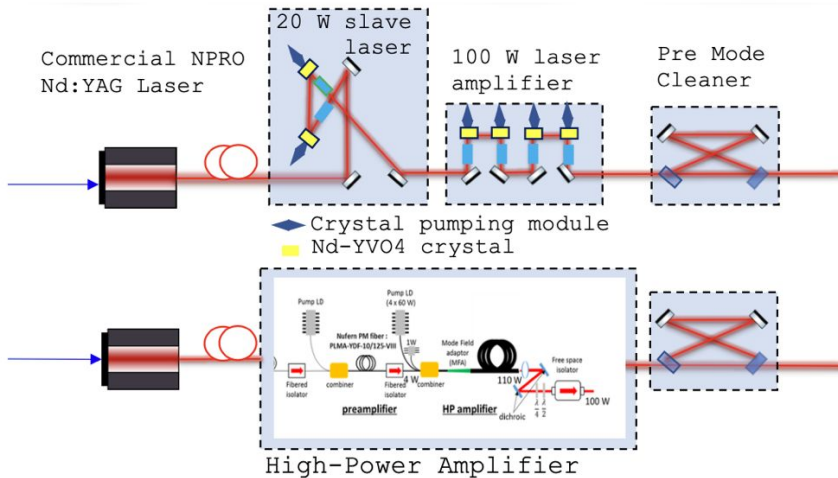 20 W slave
laser
Commercial NPRO
Nd:YAG Laser
100 W laser
amplifier
Pre Mode
Cleaner
Crystal pumping module
Nd-YVO4 crystal
Pump LD
Pump LD
(4 x 60 W)
Nufern PM fiber :
PLMA-YDF-10/125-VIII
1W
Mode Field
adaptor
(MFA)
Free space
isolator
Fibered
isolator
combiner
Fibered
isolator
4 W
combiner
110 W
100 W
preamplifier
HP amplifier
dichroic
λ/4
λ/2
High-Power Amplifier